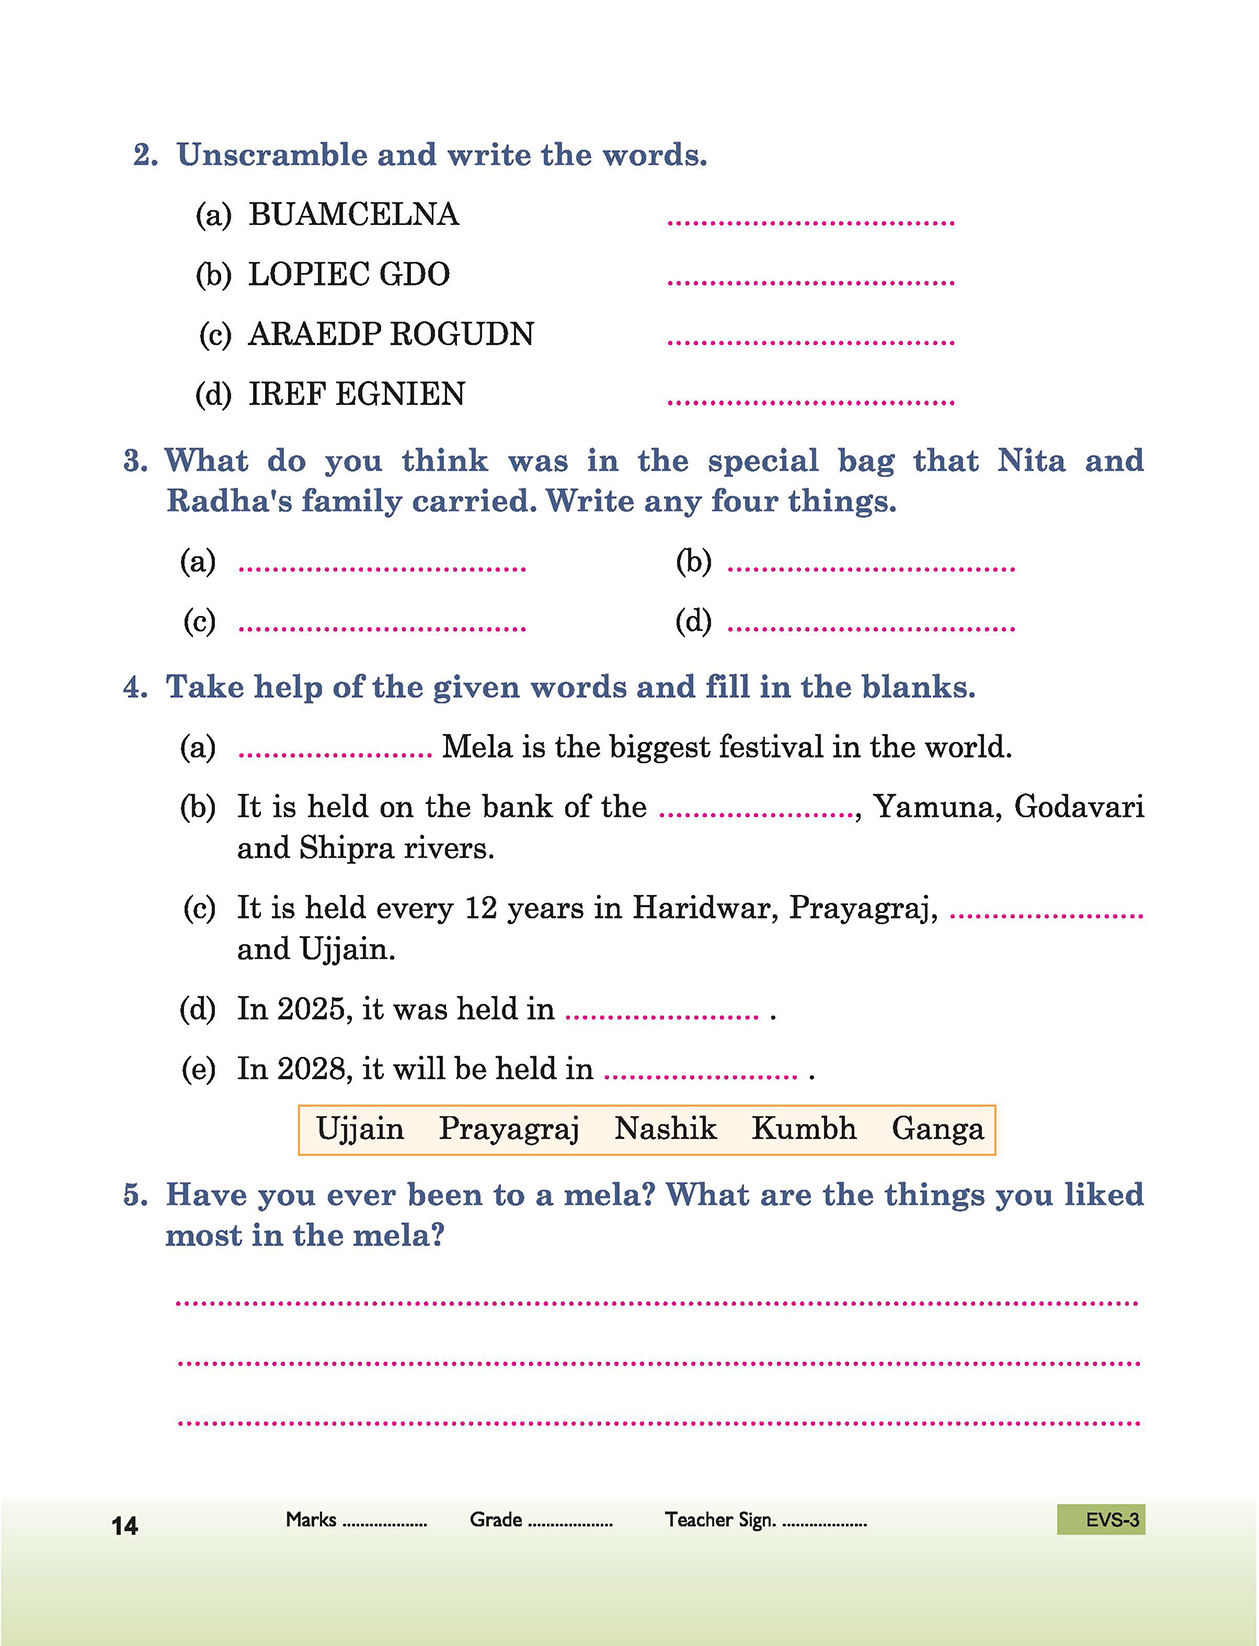 2. Unscramble and write the words.
(a) BUAMCELNA ..................................
(b) LOPIEC GDO ..................................
(c) ARAEDP ROGUDN ..................................
(d) IREF EGNIEN ..................................
3. What do you think was in the special bag that Nita and
Radha's family carried. Write any four things.
(a) .................................. (b) ..................................
(c) .................................. (d) ..................................
4. Take help of the given words and fill in the blanks.
(a) ....................... Mela is the biggest festival in the world.
(b) It is held on the bank of the ......................., Yamuna, Godavari
and Shipra rivers.
(c) It is held every 12 years in Haridwar, Prayagraj, .......................
and Ujjain.
(d) In 2025, it was held in ....................... .
(e) In 2028, it will be held in ....................... .
Ujjain Prayagraj Nashik Kumbh Ganga
5. Have you ever been to a mela? What are the things you liked
most in the mela?
14 Marks ................... Grade ................... Teacher Sign. ................... EVS-3